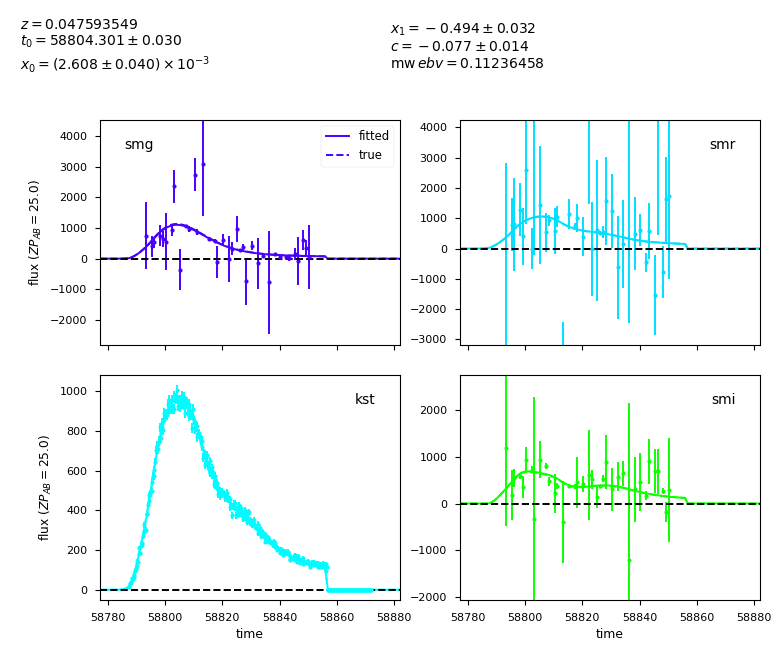 z = 0.047593549
t₀ = 58804.301 ± 0.030
x₀ = (2.608 ± 0.040) × 10⁻³
x₁ = −0.494 ± 0.032
c = −0.077 ± 0.014
mw ebv = 0.11236458
smg
fitted
true
4000
3000
2000
1000
0
−1000
−2000
flux (ZP_AB = 25.0)
smr
4000
3000
2000
1000
0
−1000
−2000
−3000
kst
1000
800
600
400
200
0
flux (ZP_AB = 25.0)
58780 58800 58820 58840 58860 58880
time
smi
2000
1000
0
−1000
−2000
58780 58800 58820 58840 58860 58880
time